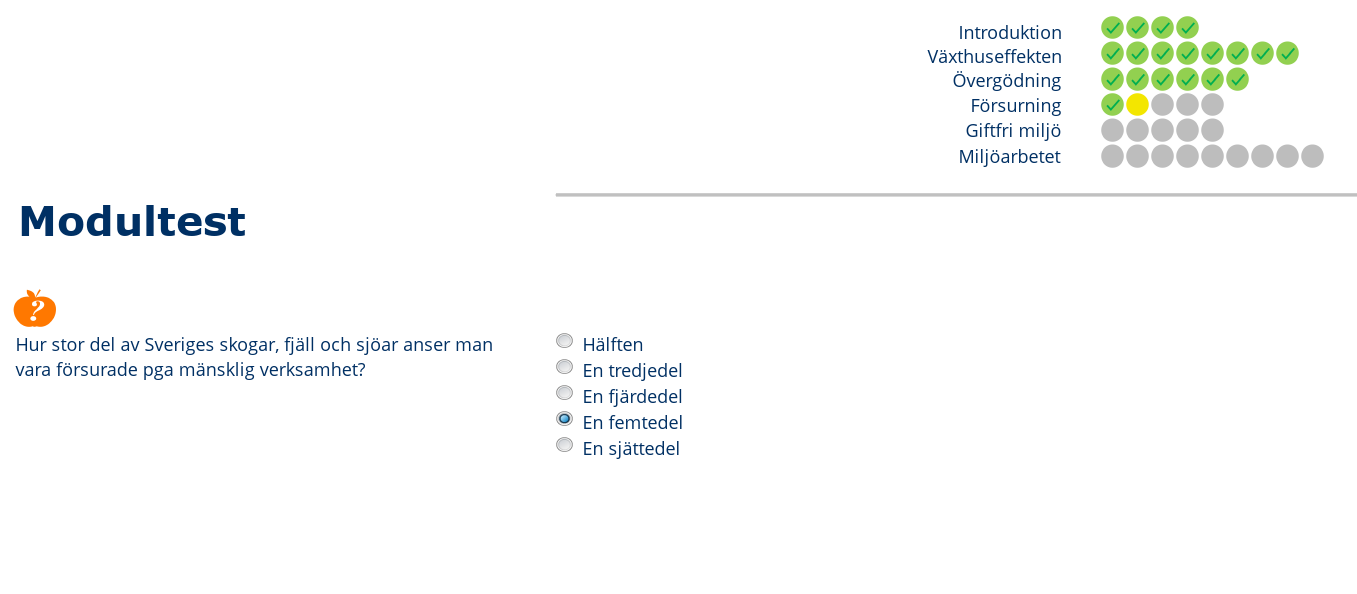 Introduktion
Växthuseffekten
Övergödning
Försurning
Giftfri miljö
Miljöarbetet
Modultest
?
Hur stor del av Sveriges skogar, fjäll och sjöar anser man
vara försurade pga mänsklig verksamhet?
Hälften
En tredjedel
En fjärdedel
En femtedel
En sjättedel